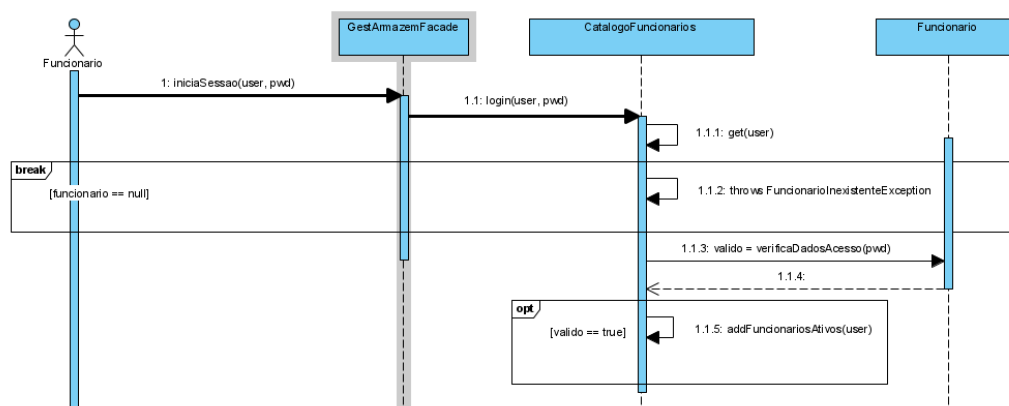 GestArmazemFacade
CatalogoFuncionarios
Funcionario
Funcionario
1: iniciaSessao(user, pwd)
1.1: login(user, pwd)
1.1.1: get(user)
break
[funcionario == null]
1.1.2: throws FuncionarioInexistenteException
1.1.3: valido = verificaDadosAcesso(pwd)
1.1.4:
opt
[valido == true]
1.1.5: addFuncionariosAtivos(user)